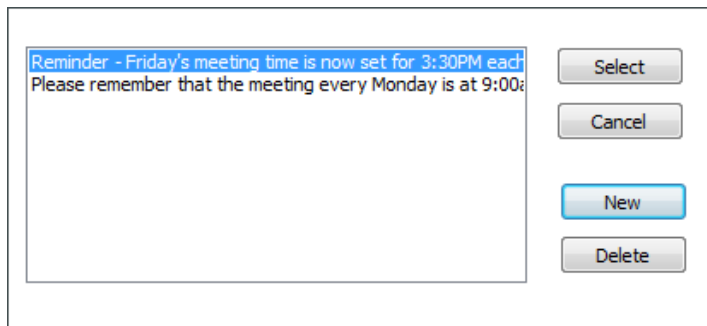 Reminder - Friday's meeting time is now set for 3:30PM each
Please remember that the meeting every Monday is at 9:00a
Select
Cancel
New
Delete